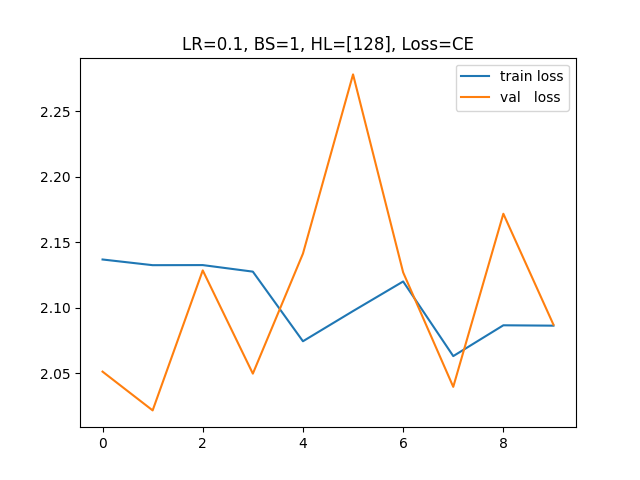 LR=0.1, BS=1, HL=[128], Loss=CE
train loss
val loss
2.25
2.20
2.15
2.10
2.05
0 2 4 6 8